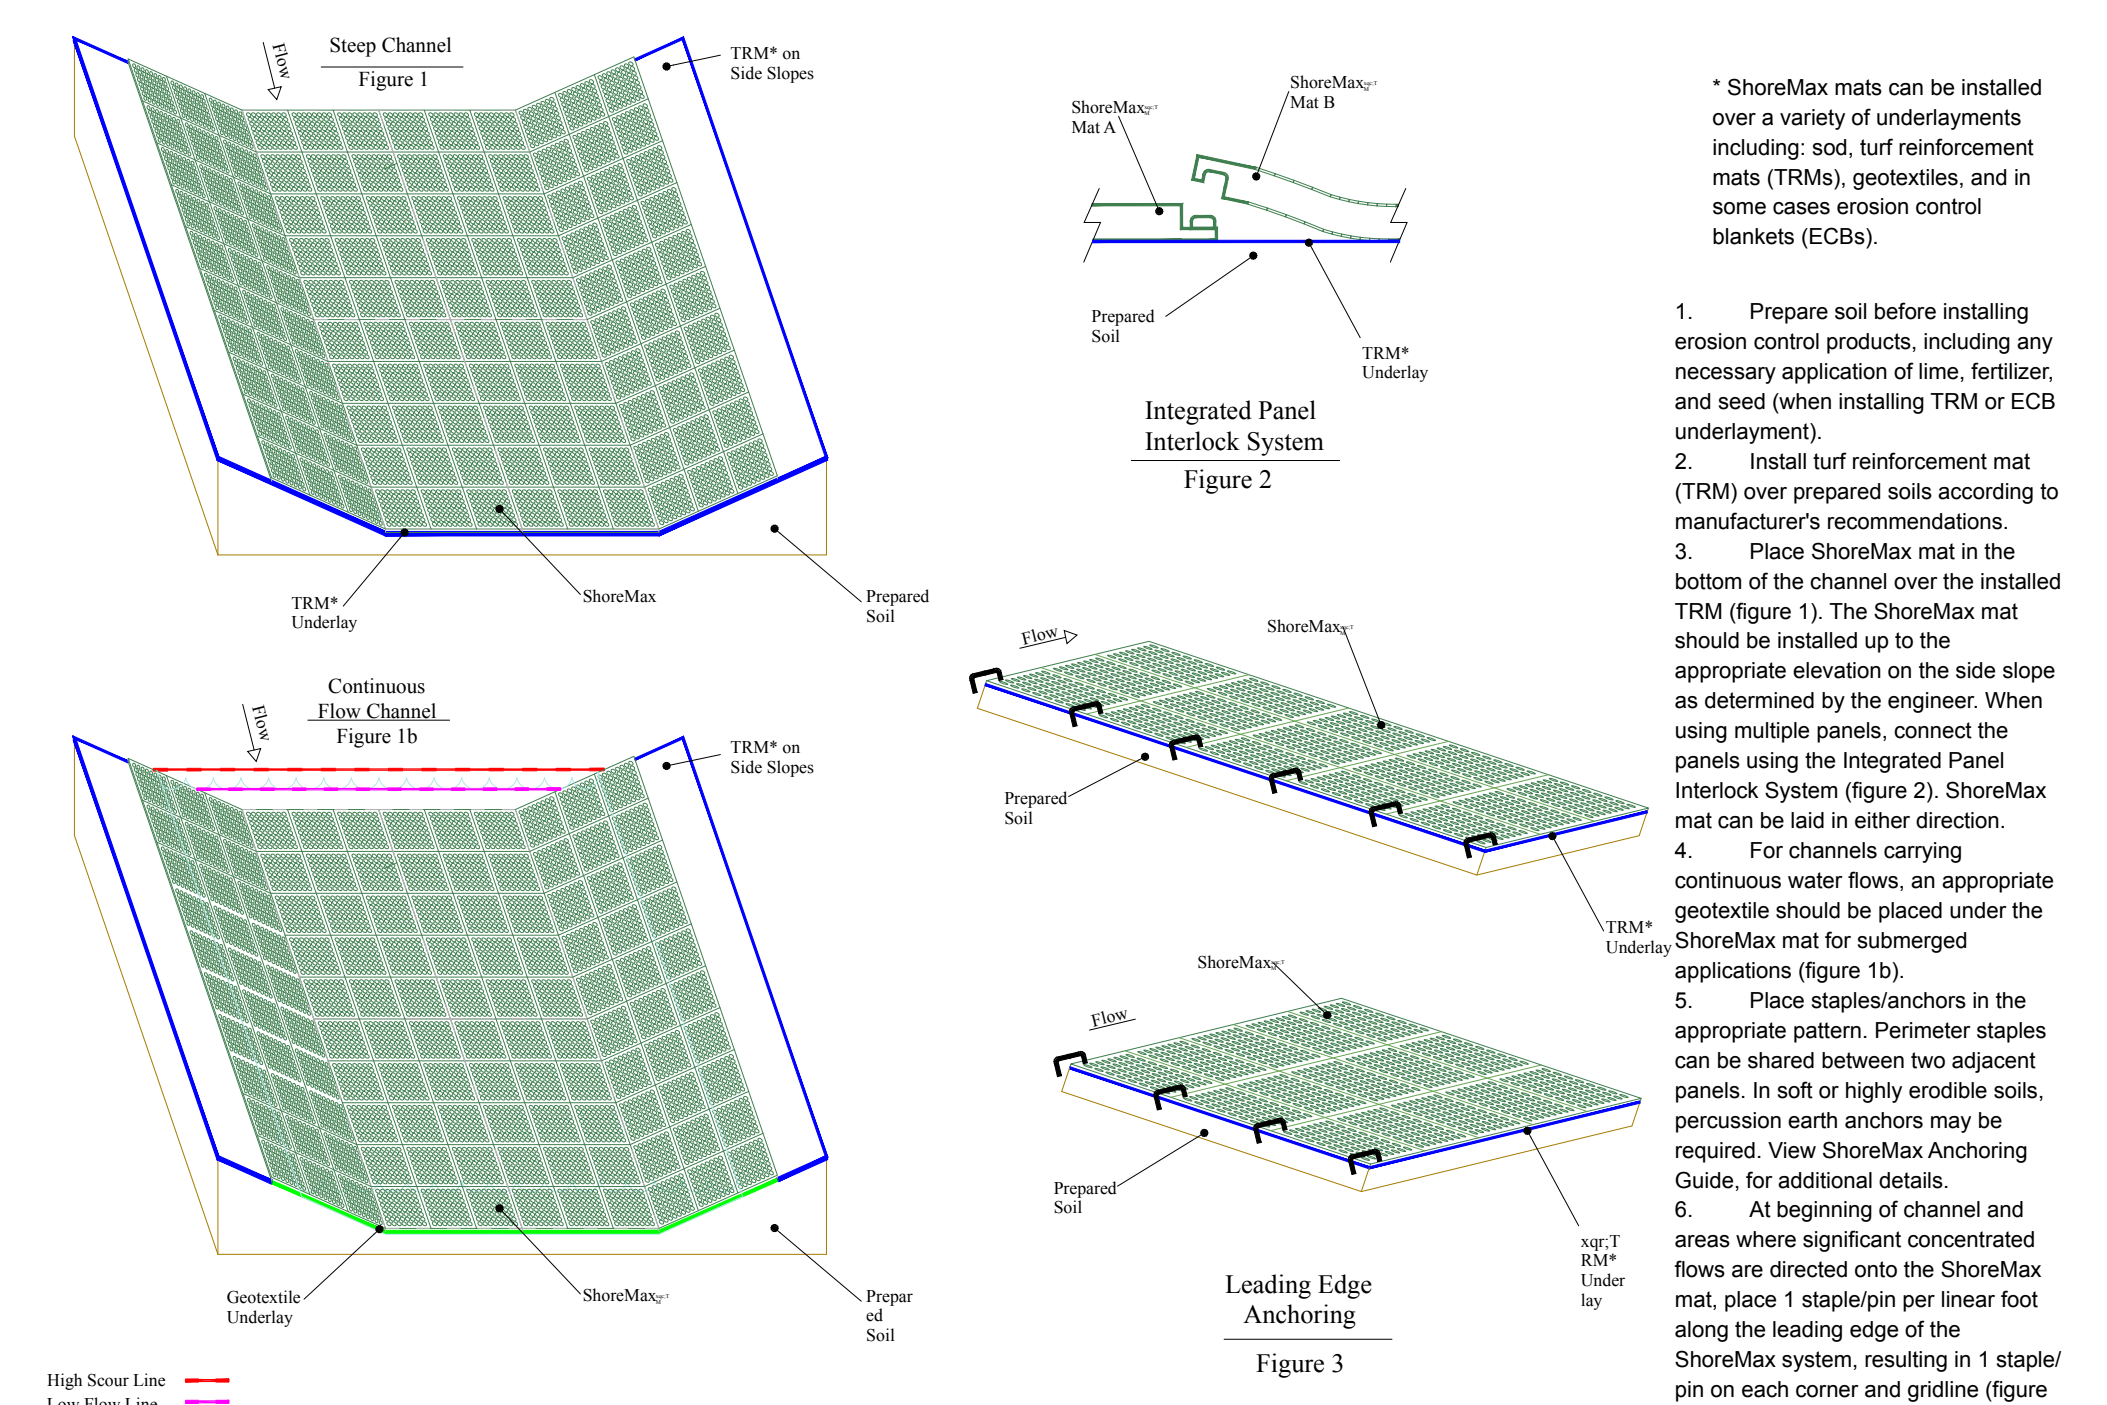 Steep Channel
Figure 1
Flow
TRM* on
Side Slopes
TRM*
Underlay
ShoreMax
Prepared
Soil
Continuous
Flow Channel
Figure 1b
Flow
TRM* on
Side Slopes
Geotextile
Underlay
ShoreMax
Prepar
ed
Soil
High Scour Line
Low Flow Line
ShoreMax
Mat A
ShoreMax
Mat B
Prepared
Soil
TRM*
Underlay
Integrated Panel
Interlock System
Figure 2
Flow
ShoreMax
Prepared
Soil
TRM*
Underlay
ShoreMax
Flow
Prepared
Soil
xqr;T
RM*
Under
lay
Leading Edge
Anchoring
Figure 3
* ShoreMax mats can be installed
over a variety of underlayments
including: sod, turf reinforcement
mats (TRMs), geotextiles, and in
some cases erosion control
blankets (ECBs).
1. Prepare soil before installing
erosion control products, including any
necessary application of lime, fertilizer,
and seed (when installing TRM or ECB
underlayment).
2. Install turf reinforcement mat
(TRM) over prepared soils according to
manufacturer's recommendations.
3. Place ShoreMax mat in the
bottom of the channel over the installed
TRM (figure 1). The ShoreMax mat
should be installed up to the
appropriate elevation on the side slope
as determined by the engineer. When
using multiple panels, connect the
panels using the Integrated Panel
Interlock System (figure 2). ShoreMax
mat can be laid in either direction.
4. For channels carrying
continuous water flows, an appropriate
geotextile should be placed under the
ShoreMax mat for submerged
applications (figure 1b).
5. Place staples/anchors in the
appropriate pattern. Perimeter staples
can be shared between two adjacent
panels. In soft or highly erodible soils,
percussion earth anchors may be
required. View ShoreMax Anchoring
Guide, for additional details.
6. At beginning of channel and
areas where significant concentrated
flows are directed onto the ShoreMax
mat, place 1 staple/pin per linear foot
along the leading edge of the
ShoreMax system, resulting in 1 staple/
pin on each corner and gridline (figure